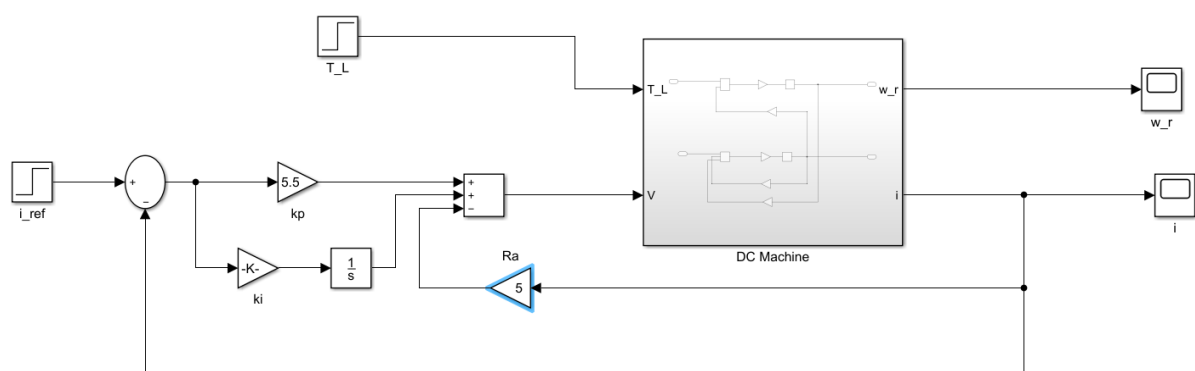 T_L
T_L
w_r
w_r
+
−
i_ref
5.5
kp
+
+
−
V
i
i
DC Machine
-K-
ki
1
s
Ra
5